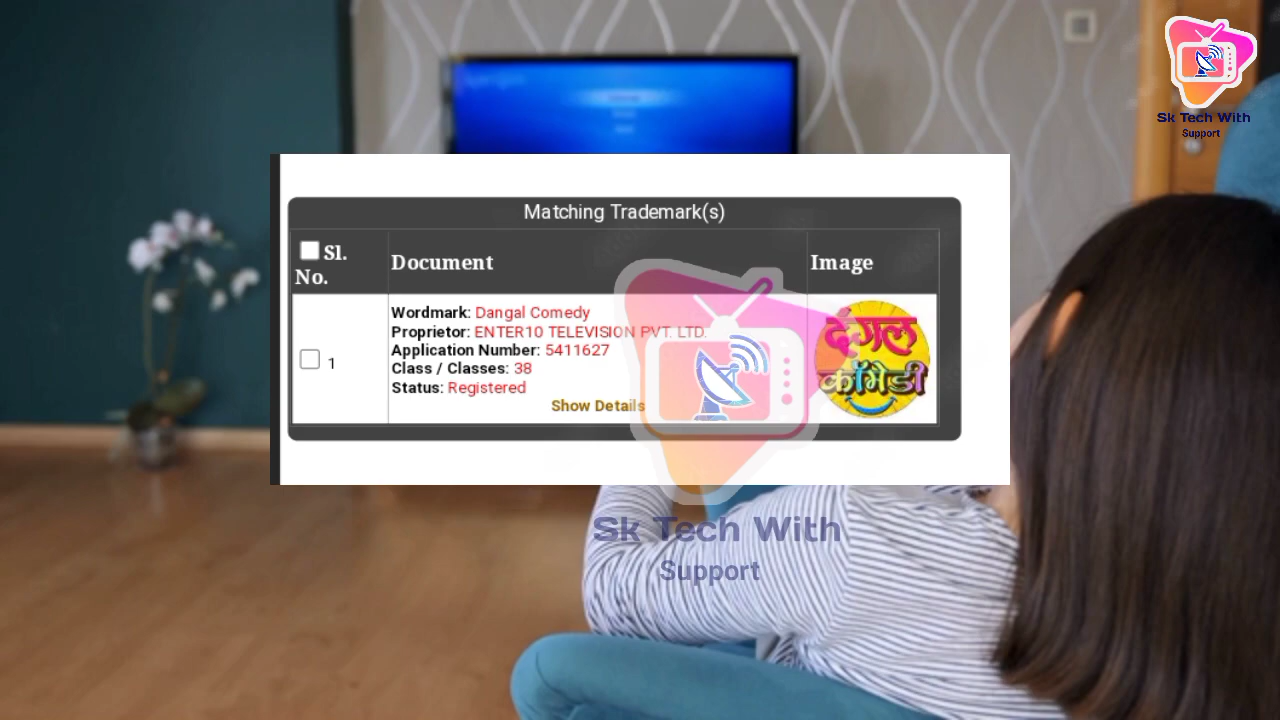 Sk Tech With
Support
Matching Trademark(s)
Sl.
No.
Document
Image
1
Wordmark: Dangal Comedy
Proprietor: ENTER10 TELEVISION PVT. LTD.
Application Number: 5411627
Class / Classes: 38
Status: Registered
Show Details
दंगल
कॉमेडी
Sk Tech With
Support